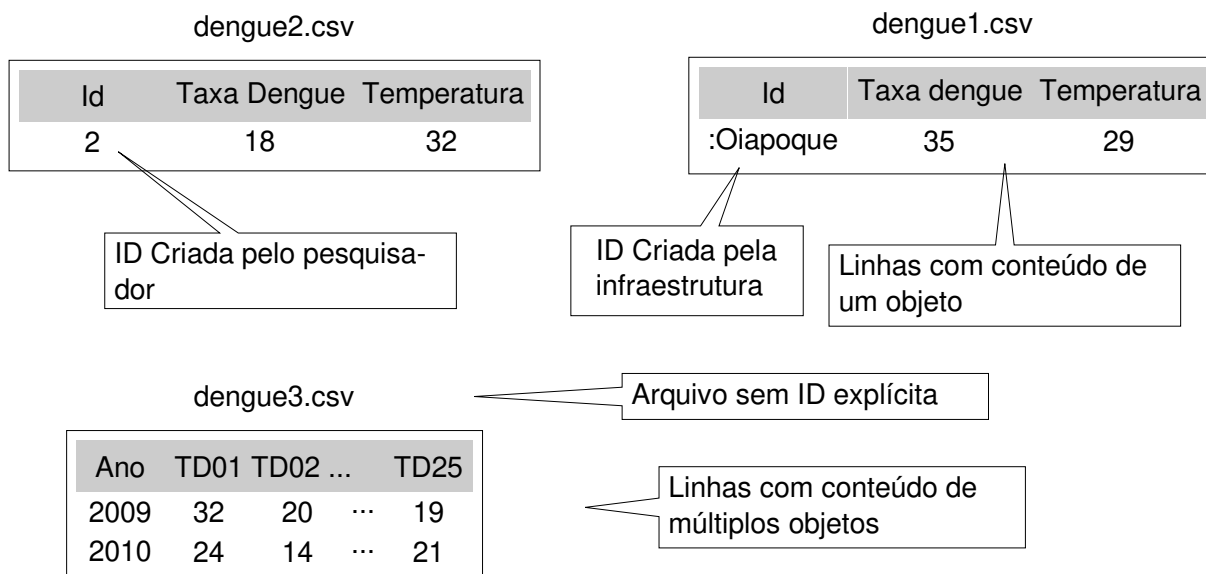 dengue2.csv
Id Taxa Dengue Temperatura
2 18 32
ID Criada pelo pesquisa-
dor
dengue1.csv
Id Taxa dengue Temperatura
:Oiapoque 35 29
ID Criada pela
infraestrutura
Linhas com conteúdo de
um objeto
dengue3.csv
Arquivo sem ID explícita
Ano TD01 TD02 ... TD25
2009 32 20 ... 19
2010 24 14 ... 21
Linhas com conteúdo de
múltiplos objetos